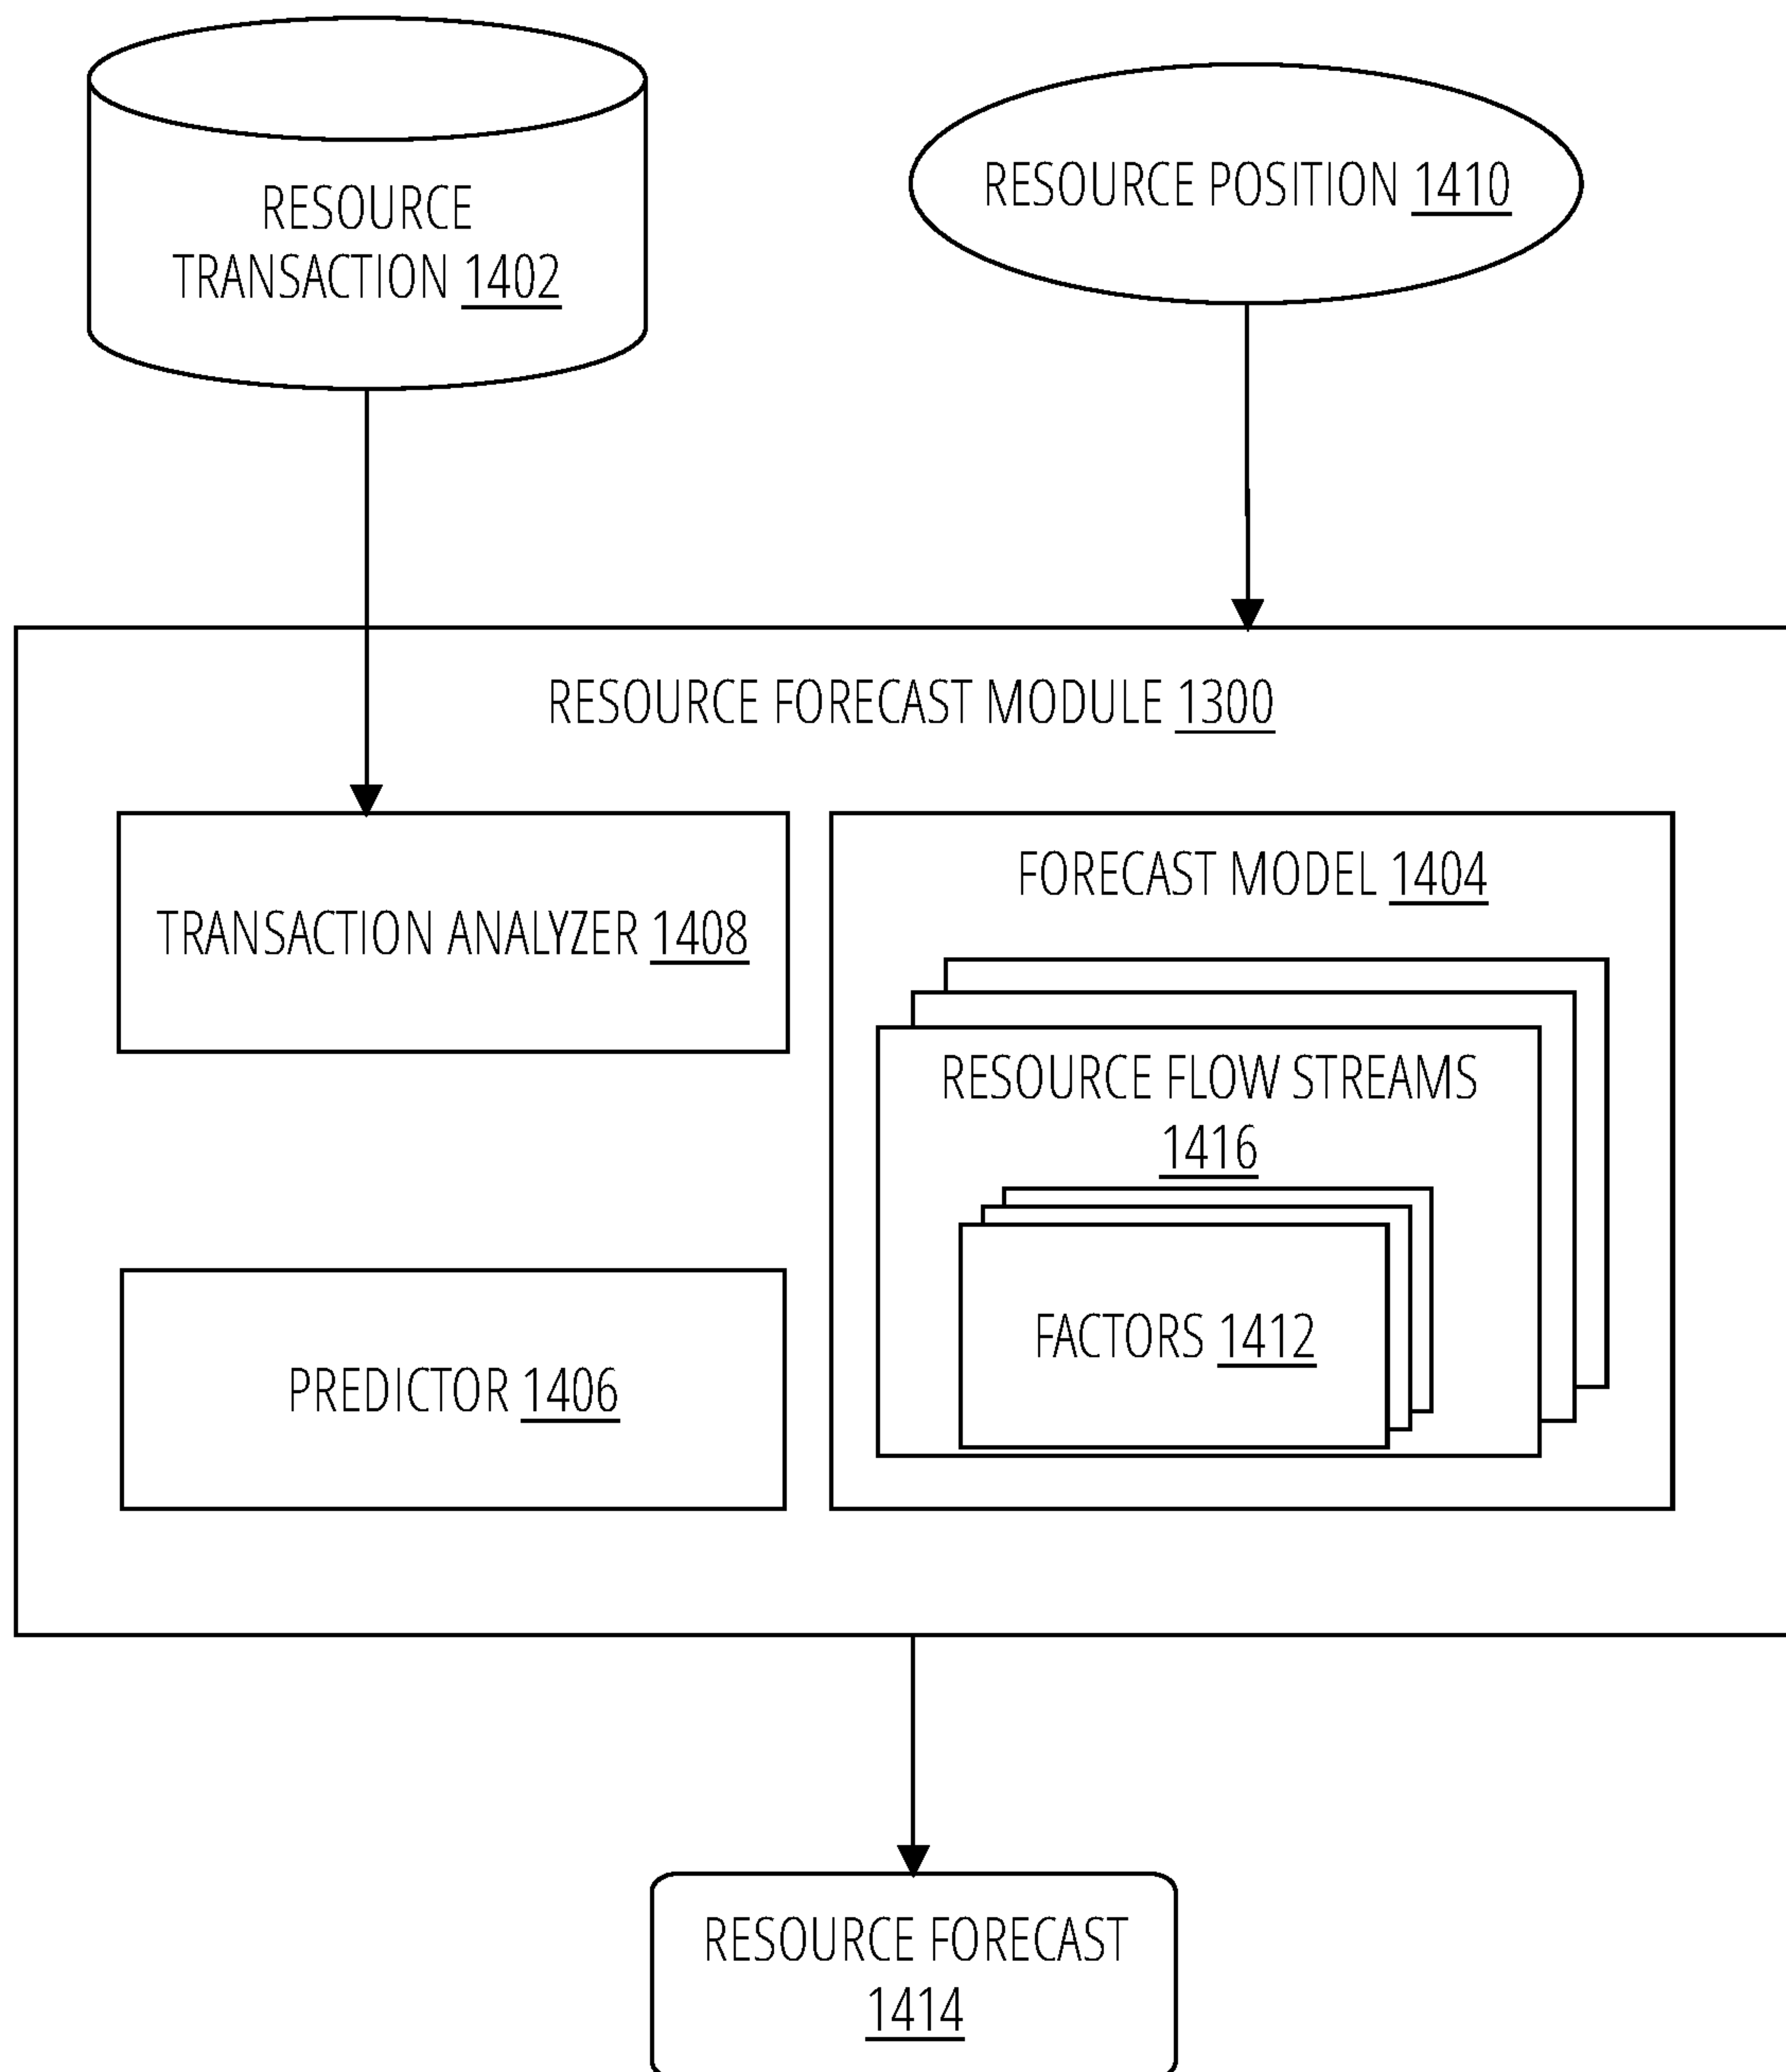 RESOURCE
TRANSACTION 1402
RESOURCE POSITION 1410
RESOURCE FORECAST MODULE 1300
TRANSACTION ANALYZER 1408
FORECAST MODEL 1404
RESOURCE FLOW STREAMS
1416
FACTORS 1412
PREDICTOR 1406
RESOURCE FORECAST
1414